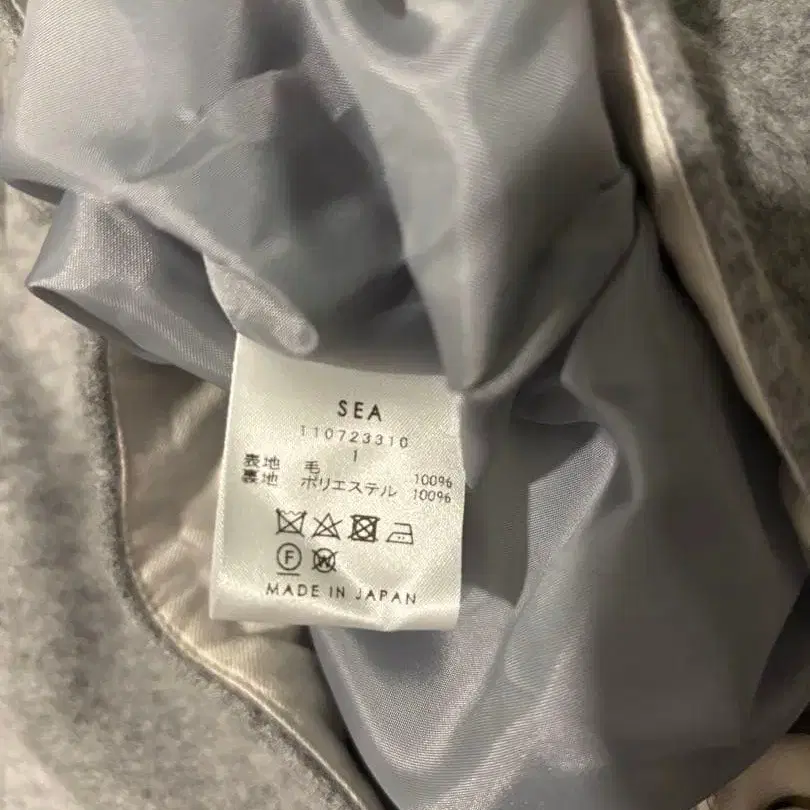 SEA
110723310
1
表地 毛 100%
裏地 ポリエステル 100%
F W
MADE IN JAPAN